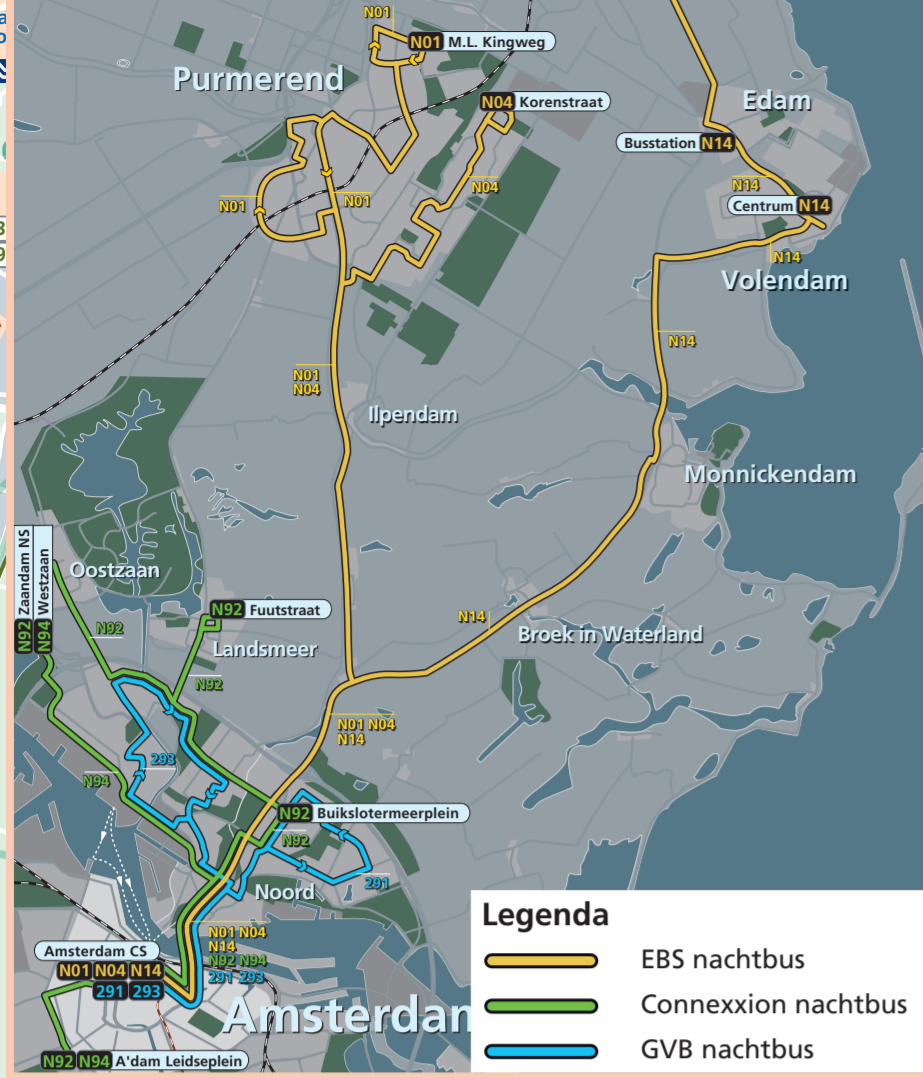 N01
N01 M.L. Kingweg
Purmerend
N04 Korenstraat
Edam
Busstation N14
N04
N14
N01
N01
Centrum N14
N14
Volendam
N14
N01
N04
Ilpendam
Monnickendam
N92 Zaandam NS
N94 Westzaan
Oostzaan
N92 Fuutstraat
N92
Landsmeer
N14
Broek in Waterland
N92
N01 N04
N14
293
N94
N92 Buikslotermeerplein
N92
291
Noord
N01 N04
N14
N92 N94
291 293
Amsterdam CS
N01 N04 N14
291 293
Amsterdam
N92 N94 A'dam Leidseplein
Legenda
EBS nachtbus
Connexxion nachtbus
GVB nachtbus